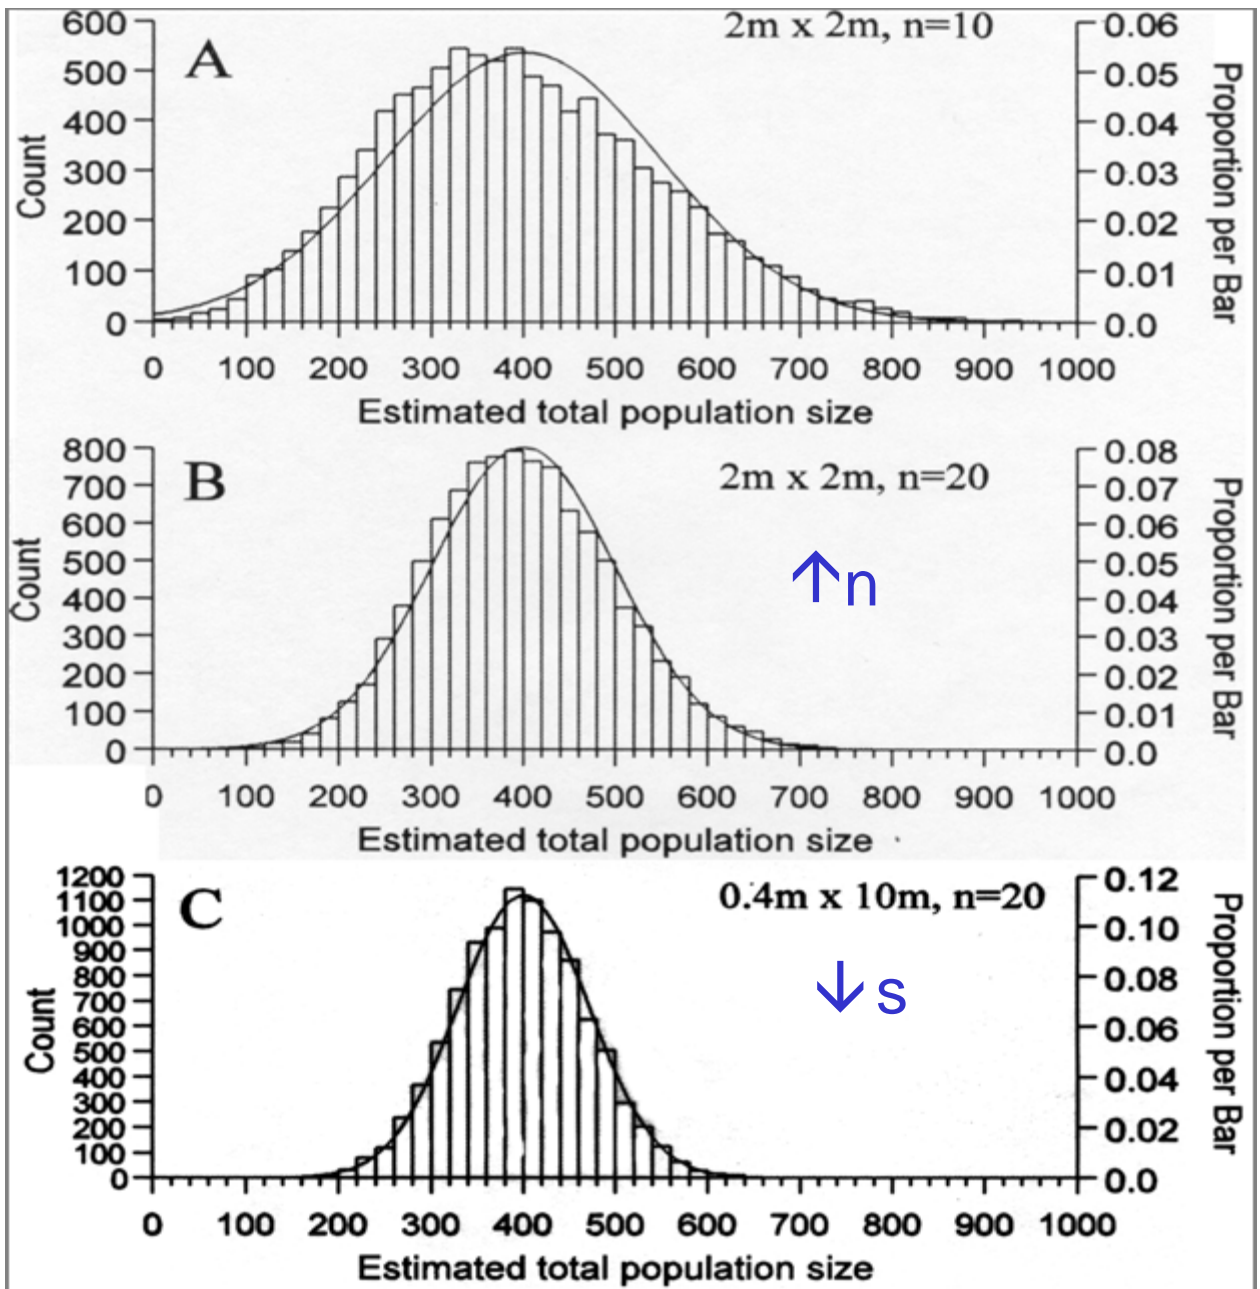 A
2m x 2m, n=10
600
500
400
300
200
100
0
Count
0.06
0.05
0.04
0.03
0.02
0.01
0.0
Proportion per Bar
0 100 200 300 400 500 600 700 800 900 1000
Estimated total population size
B
2m x 2m, n=20
↑n
800
700
600
500
400
300
200
100
0
Count
0.08
0.07
0.06
0.05
0.04
0.03
0.02
0.01
0.0
Proportion per Bar
0 100 200 300 400 500 600 700 800 900 1000
Estimated total population size
C
0.4m x 10m, n=20
↓ s
1200
1100
1000
900
800
700
600
500
400
300
200
100
0
Count
0.12
0.10
0.08
0.06
0.04
0.02
0.0
Proportion per Bar
0 100 200 300 400 500 600 700 800 900 1000
Estimated total population size